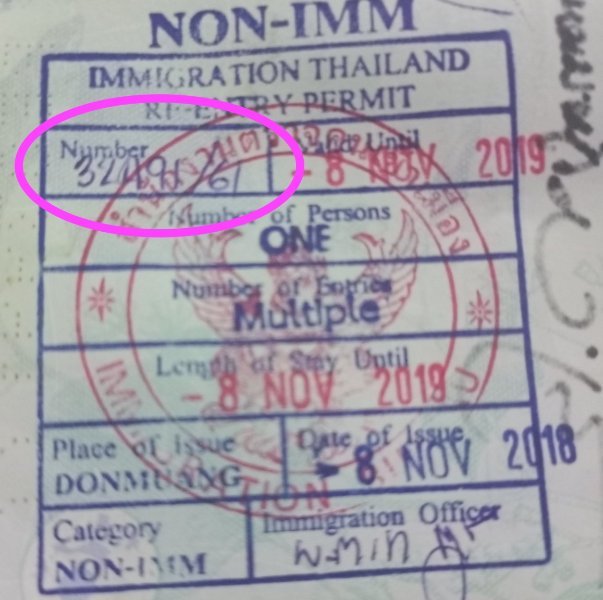 NON-IMM
IMMIGRATION THAILAND
RE-ENTRY PERMIT
Number
Valid Until
- 8 NOV 2019
Number of Persons
ONE
Number of Entries
Multiple
Length of Stay Until
- 8 NOV 2019
Place of Issue
DONMUANG
Date of Issue
- 8 NOV 2018
Category
NON-IMM
Immigration Officer